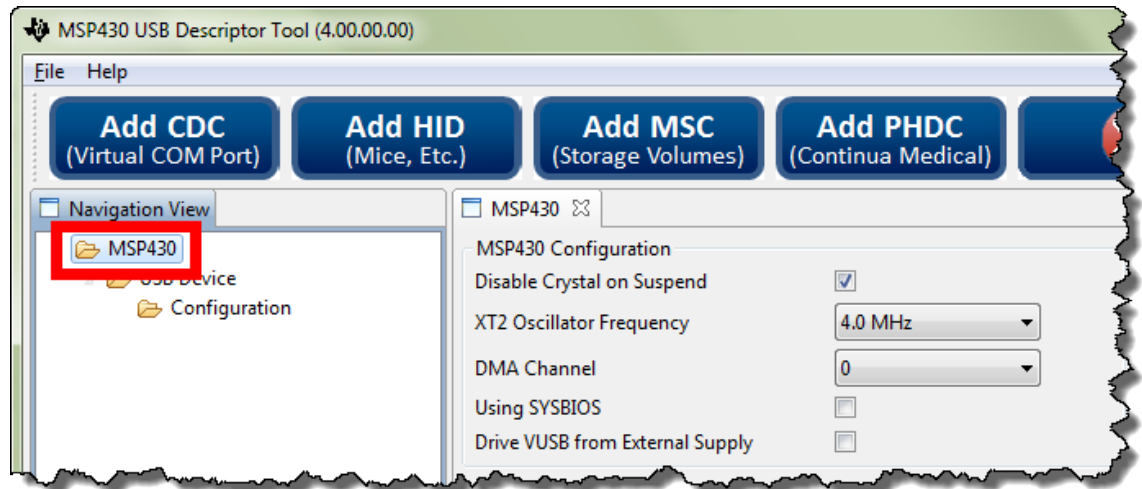 MSP430 USB Descriptor Tool (4.00.00.00)
File Help
Add CDC
(Virtual COM Port)
Add HID
(Mice, Etc.)
Add MSC
(Storage Volumes)
Add PHDC
(Continua Medical)
Navigation View
MSP430
USB Device
Configuration
MSP430
MSP430 Configuration
Disable Crystal on Suspend
XT2 Oscillator Frequency 4.0 MHz
DMA Channel 0
Using SYSBIOS
Drive VUSB from External Supply